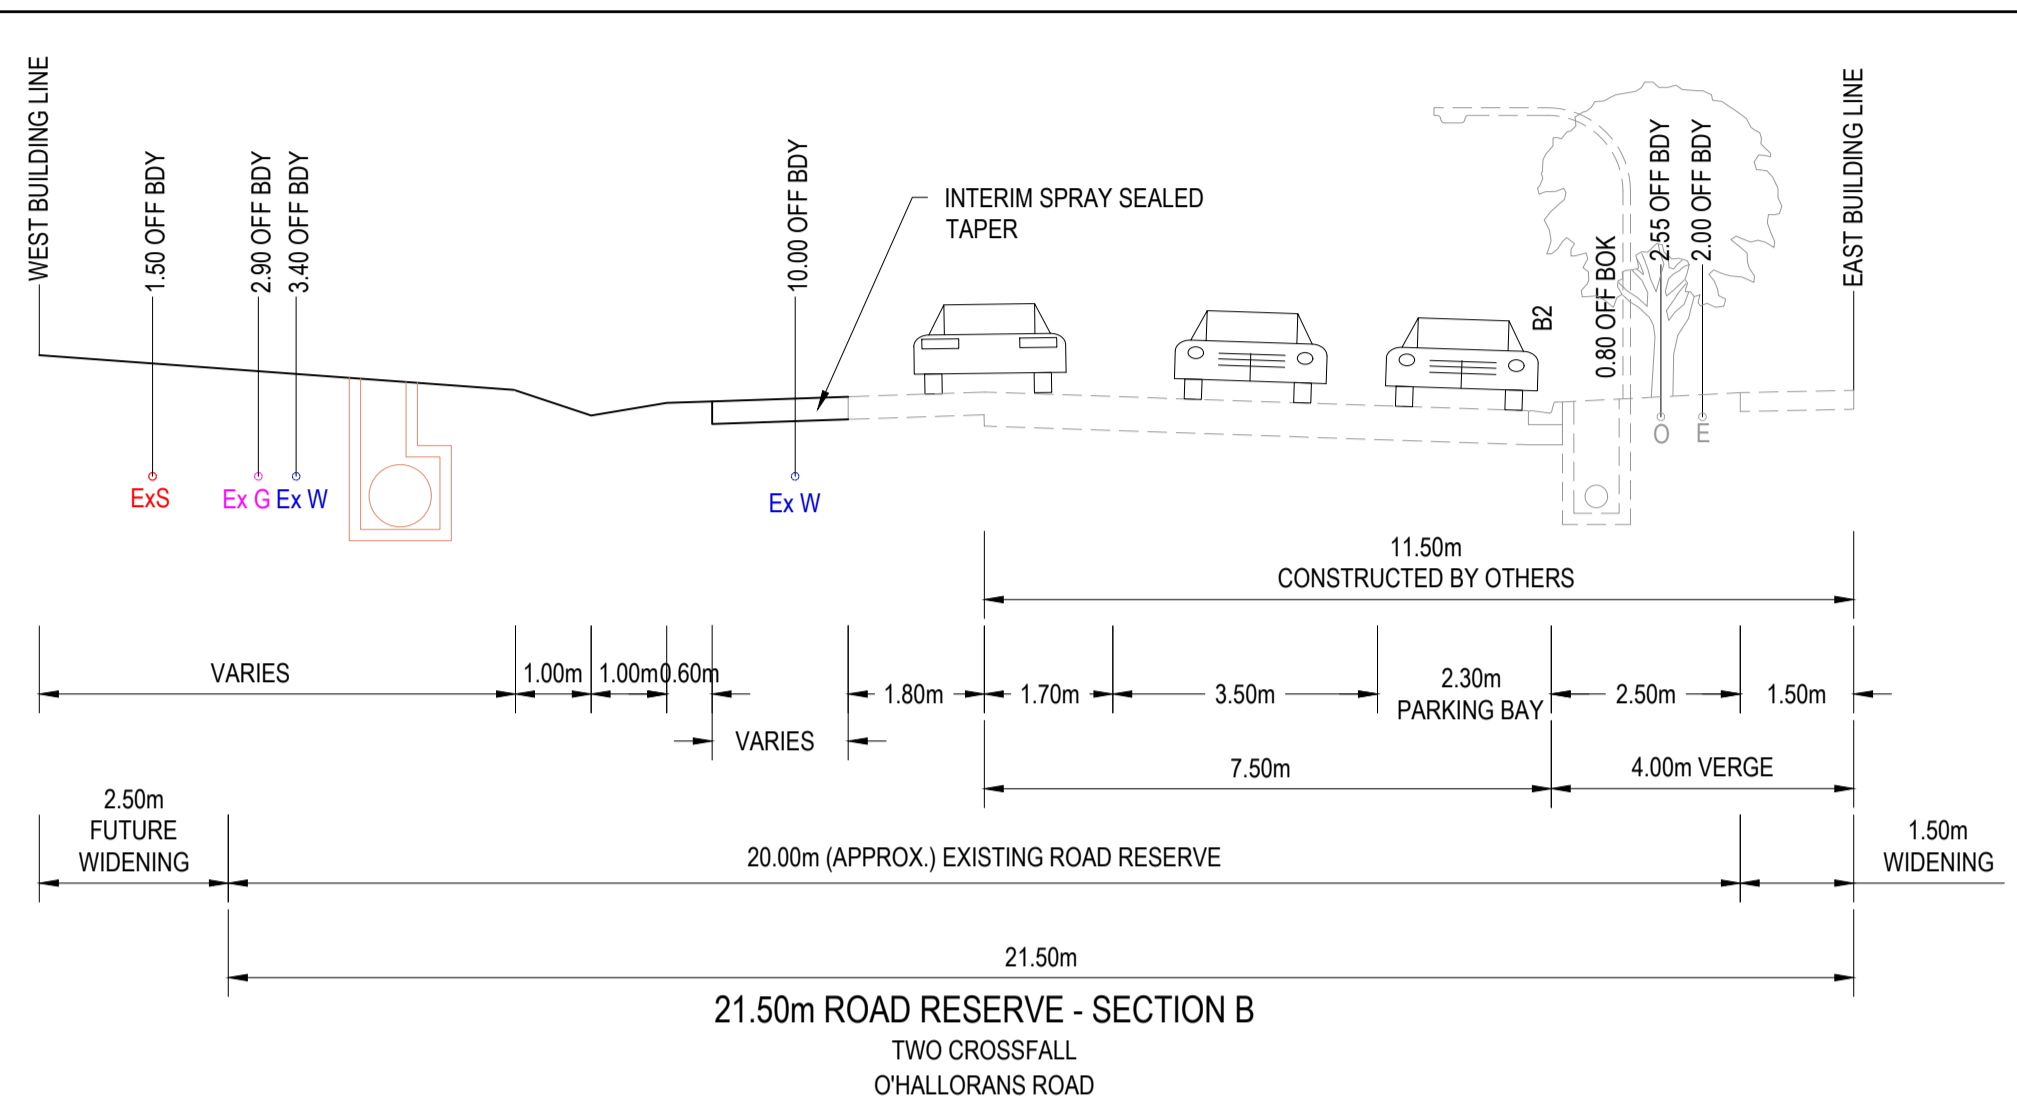 WEST BUILDING LINE
1.50 OFF BDY
2.90 OFF BDY
3.40 OFF BDY
10.00 OFF BDY
INTERIM SPRAY SEALED
TAPER
B2
0.80 OFF BOK
2.55 OFF BDY
2.00 OFF BDY
EAST BUILDING LINE
ExS
Ex G
Ex W
Ex W
O
E
11.50m
CONSTRUCTED BY OTHERS
VARIES
1.00m
1.00m
0.60m
VARIES
1.80m
1.70m
3.50m
2.30m
PARKING BAY
2.50m
1.50m
7.50m
4.00m VERGE
2.50m
FUTURE
WIDENING
20.00m (APPROX.) EXISTING ROAD RESERVE
1.50m
WIDENING
21.50m
21.50m ROAD RESERVE - SECTION B
TWO CROSSFALL
O'HALLORANS ROAD